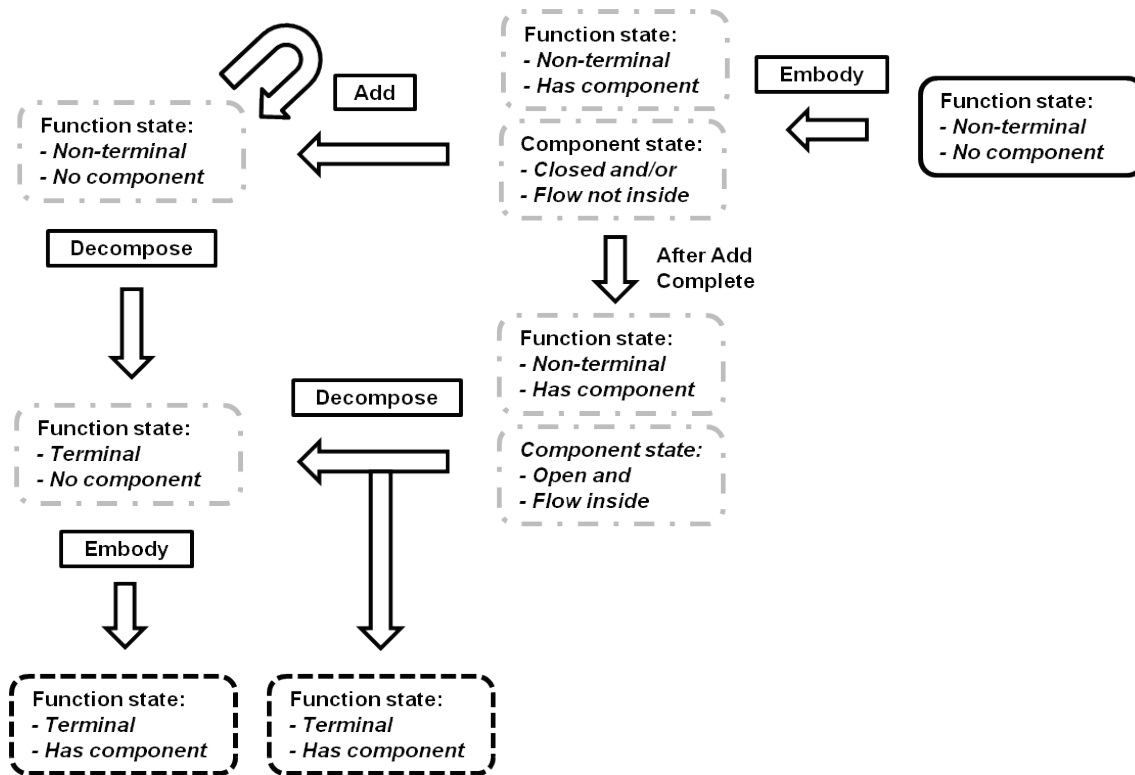 Function state:
- Non-terminal
- Has component
Embody
Function state:
- Non-terminal
- No component
Add
Function state:
- Non-terminal
- No component
Component state:
- Closed and/or
- Flow not inside
Decompose
After Add
Complete
Function state:
- Non-terminal
- Has component
Decompose
Function state:
- Terminal
- No component
Component state:
- Open and
- Flow inside
Embody
Function state:
- Terminal
- Has component
Function state:
- Terminal
- Has component